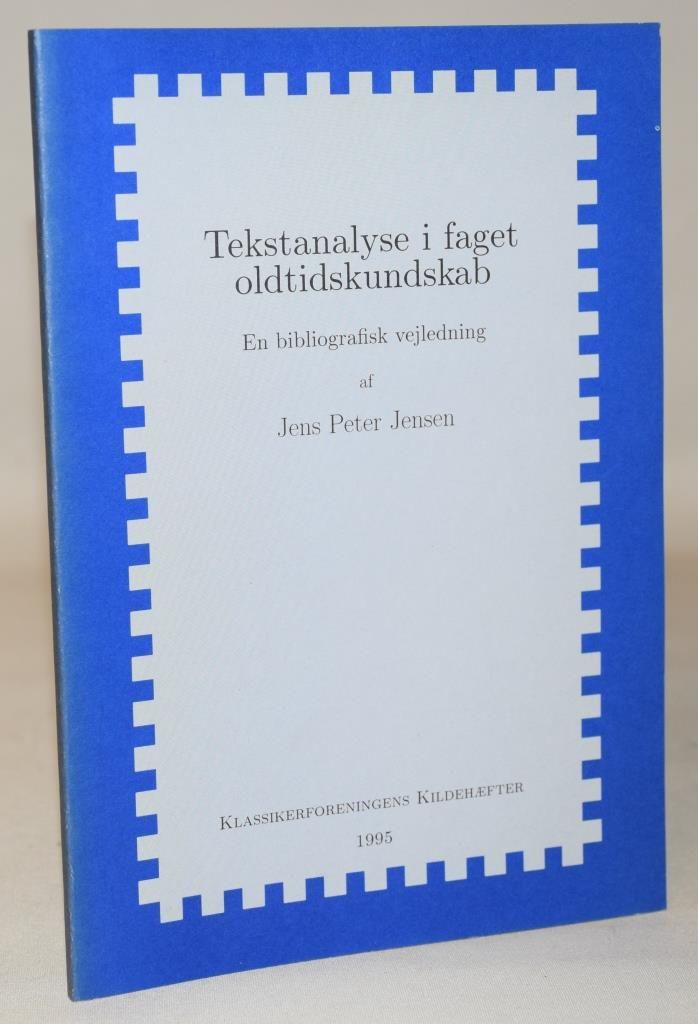 Tekstanalyse i faget
oldtidskundskab
En bibliografisk vejledning
af
Jens Peter Jensen
KLASSIKERFORENINGENS KILDEHÆFTER
1995